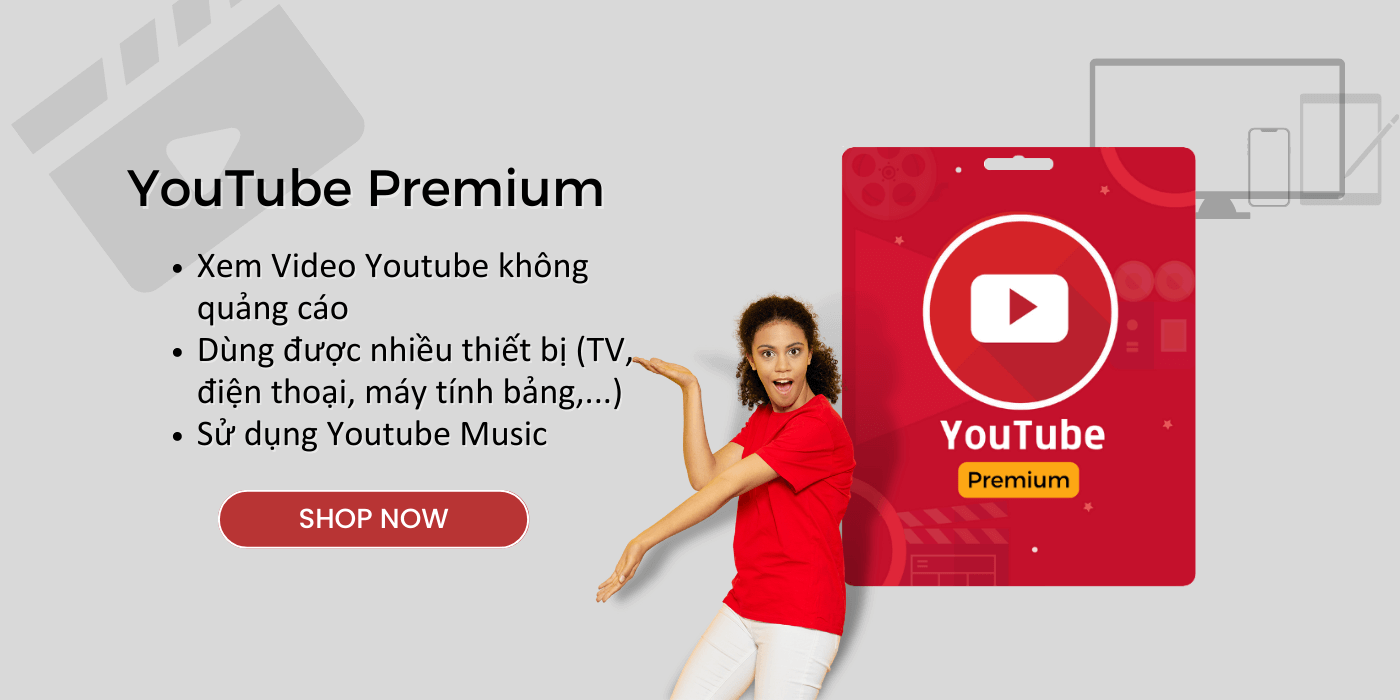 YouTube Premium
• Xem Video Youtube không
quảng cáo
• Dùng được nhiều thiết bị (TV,
điện thoại, máy tính bảng,...)
• Sử dụng Youtube Music
SHOP NOW
YouTube
Premium